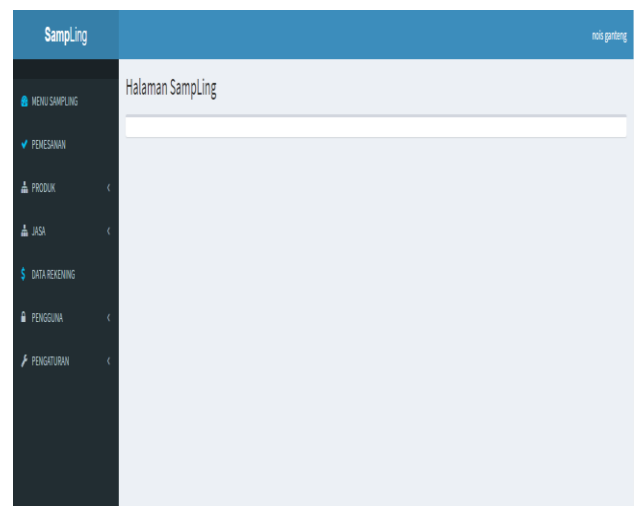 SampLing
nois ganteng
Halaman SampLing
MENU SAMPLING
PEMESANAN
PRODUK
JASA
DATA REKENING
PENGGUNA
PENGATURAN